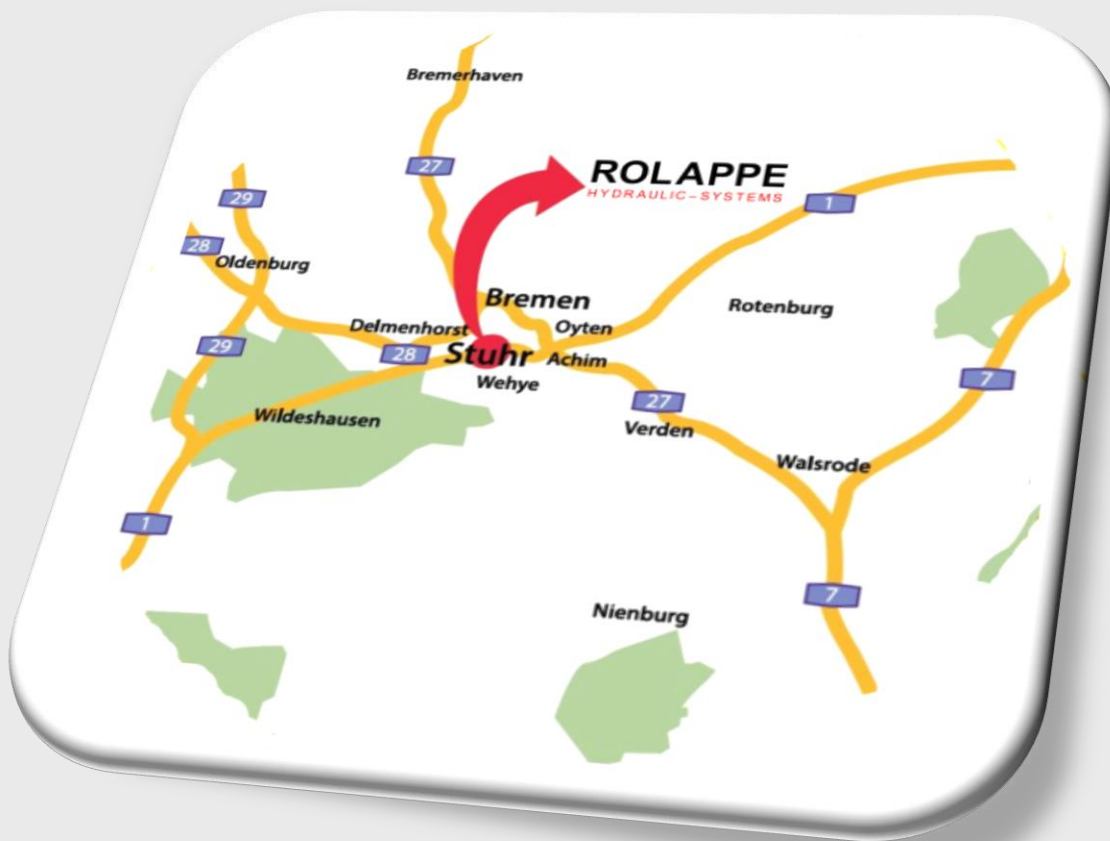 Bremerhaven
27
ROLAPPE
HYDRAULIC-SYSTEMS
29
1
28
Oldenburg
Bremen
Rotenburg
Delmenhorst
Oyten
29
28
Stuhr
Achim
Wehye
7
27
Wildeshausen
Verden
Walsrode
1
7
Nienburg